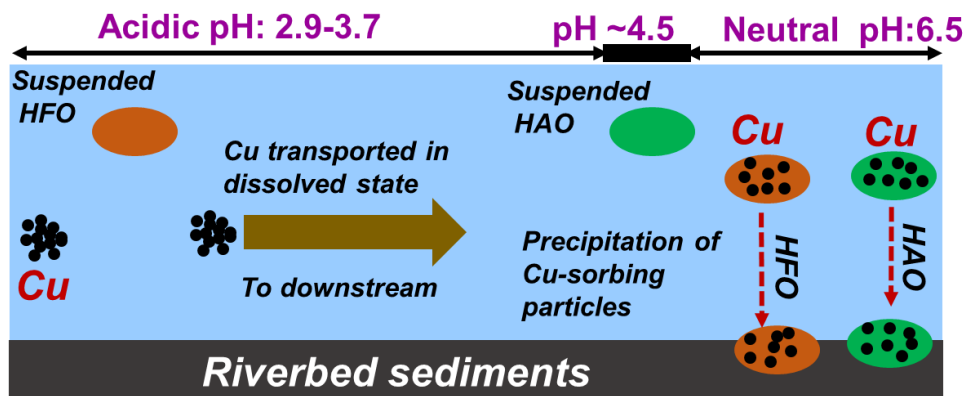 Acidic pH: 2.9-3.7
pH ~4.5
Neutral pH:6.5
Suspended
HFO
Suspended
HAO
Cu
Cu
Cu transported in
dissolved state
Cu
To downstream
Precipitation of
Cu-sorbing
particles
HFO
HAO
Riverbed sediments